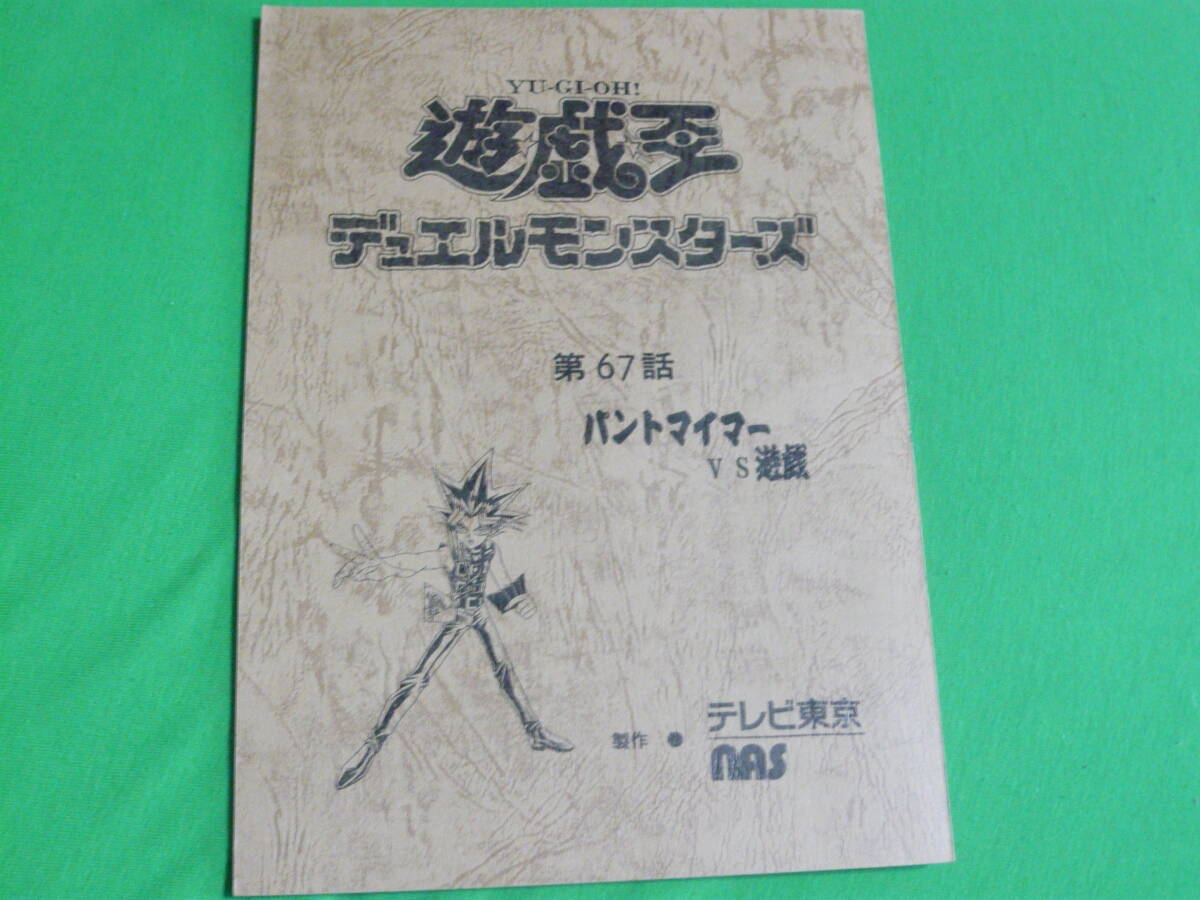 YU-GI-OH!
遊戯王
デュエルモンスターズ
第67話
パントマイマー
VS遊戯
製作 ●
テレビ東京
nas